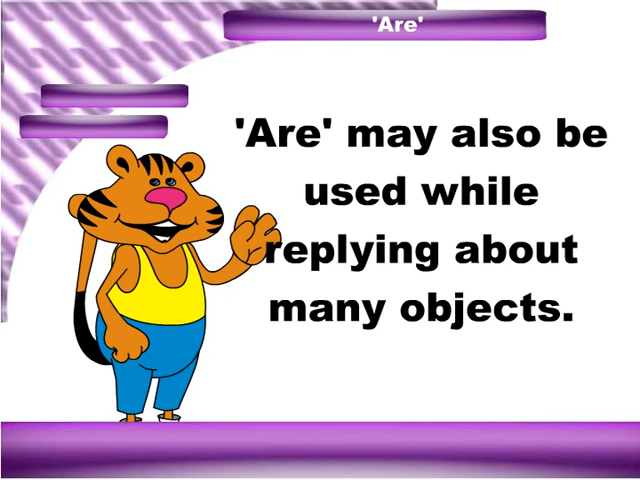 'Are'
'Are' may also be
used while
replying about
many objects.